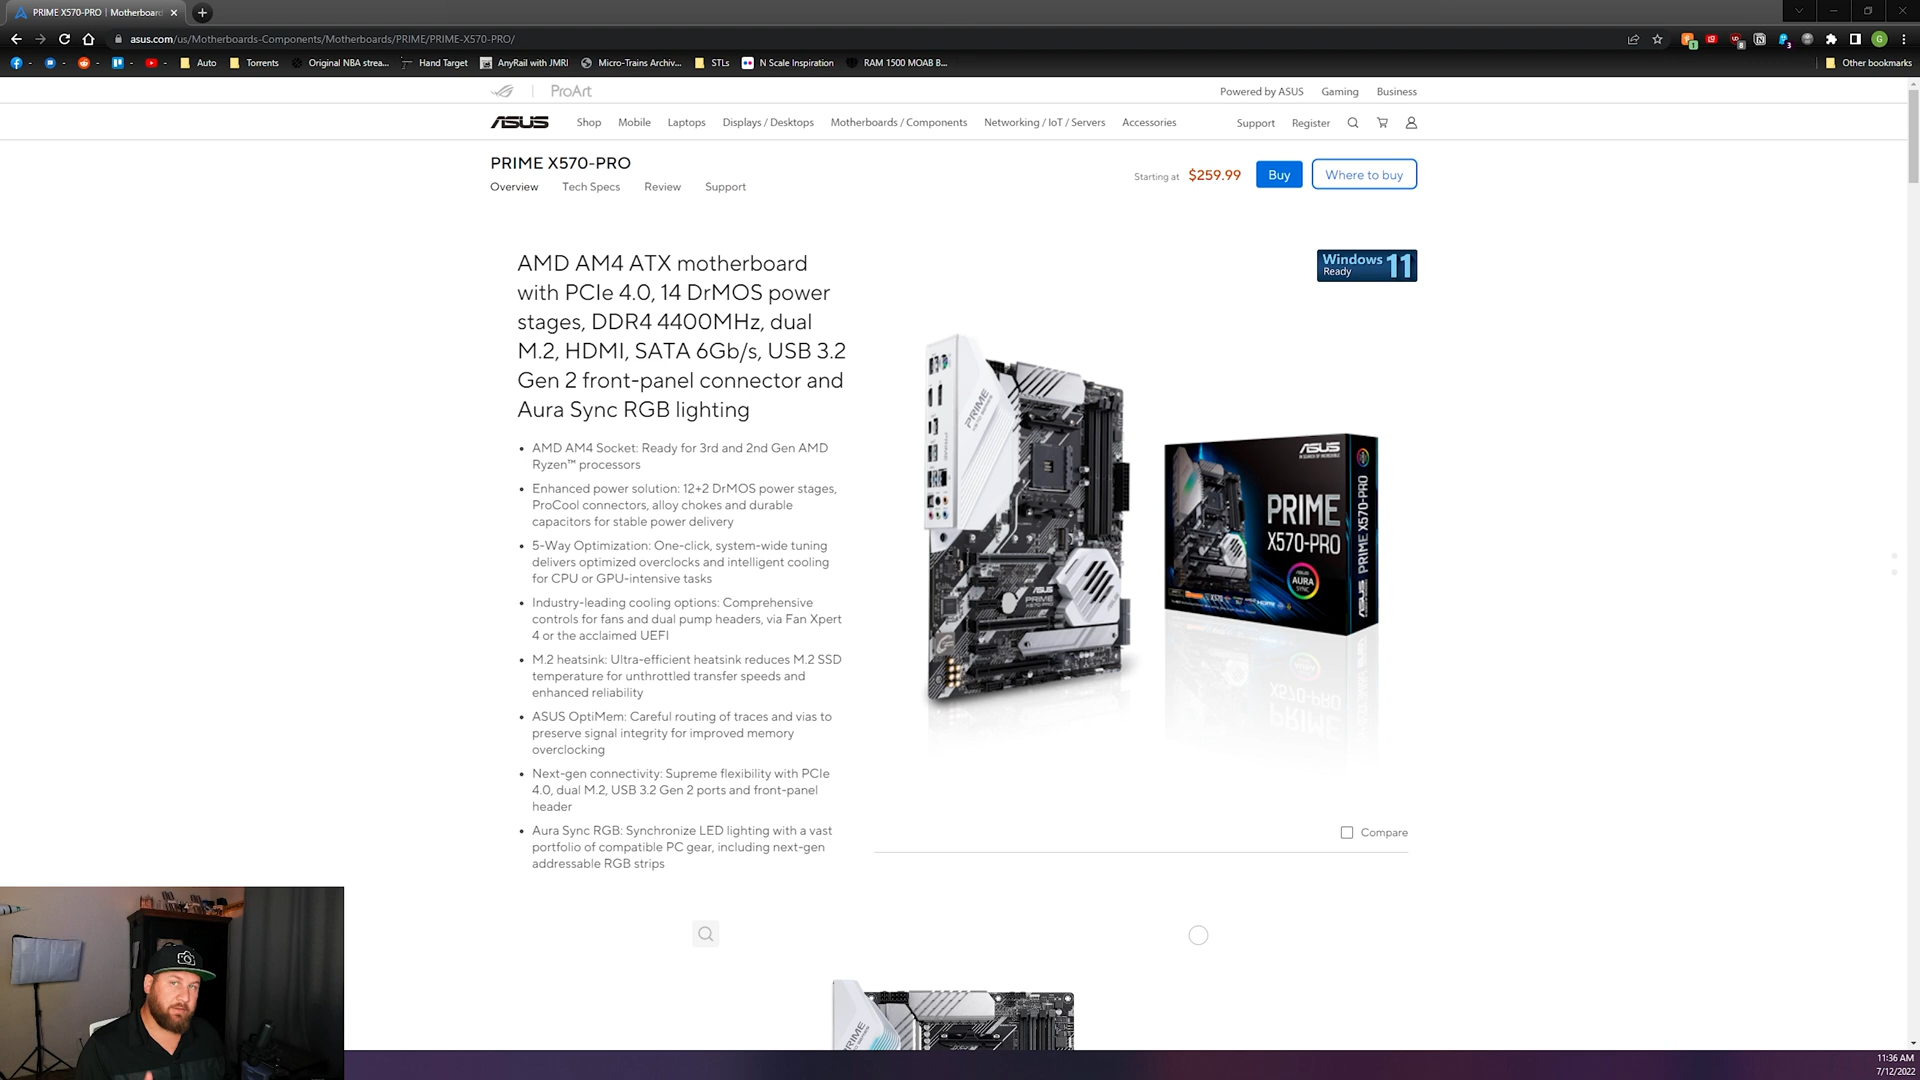 PRIME X570-PRO | Motherboard
asus.com/us/Motherboards-Components/Motherboards/PRIME/PRIME-X570-PRO/
Auto
Torrents
Original NBA strea...
Hand Target
AnyRail with JMRI
Micro-Trains Archiv...
STLs
N Scale Inspiration
RAM 1500 MOAB B...
Other bookmarks
ProArt
Powered by ASUS
Gaming
Business
ASUS
Shop
Mobile
Laptops
Displays / Desktops
Motherboards / Components
Networking / IoT / Servers
Accessories
Support
Register
PRIME X570-PRO
Overview
Tech Specs
Review
Support
Starting at $259.99
Buy
Where to buy
AMD AM4 ATX motherboard
with PCIe 4.0, 14 DrMOS power
stages, DDR4 4400MHz, dual
M.2, HDMI, SATA 6Gb/s, USB 3.2
Gen 2 front-panel connector and
Aura Sync RGB lighting
Windows 11
Ready
• AMD AM4 Socket: Ready for 3rd and 2nd Gen AMD
Ryzen™ processors
• Enhanced power solution: 12+2 DrMOS power stages,
ProCool connectors, alloy chokes and durable
capacitors for stable power delivery
• 5-Way Optimization: One-click, system-wide tuning
delivers optimized overclocks and intelligent cooling
for CPU or GPU-intensive tasks
• Industry-leading cooling options: Comprehensive
controls for fans and dual pump headers, via Fan Xpert
4 or the acclaimed UEFI
• M.2 heatsink: Ultra-efficient heatsink reduces M.2 SSD
temperature for unthrottled transfer speeds and
enhanced reliability
• ASUS OptiMem: Careful routing of traces and vias to
preserve signal integrity for improved memory
overclocking
• Next-gen connectivity: Supreme flexibility with PCIe
4.0, dual M.2, USB 3.2 Gen 2 ports and front-panel
header
• Aura Sync RGB: Synchronize LED lighting with a vast
portfolio of compatible PC gear, including next-gen
addressable RGB strips
PRIME
ASUS
PRIME
X570-PRO
ASUS
IN SEARCH OF INCREDIBLE
PRIME
X570-PRO
AURA
SYNC
HDMI
ASUS PRIME X570-PRO
Compare
PRIME
11:36 AM
7/12/2022